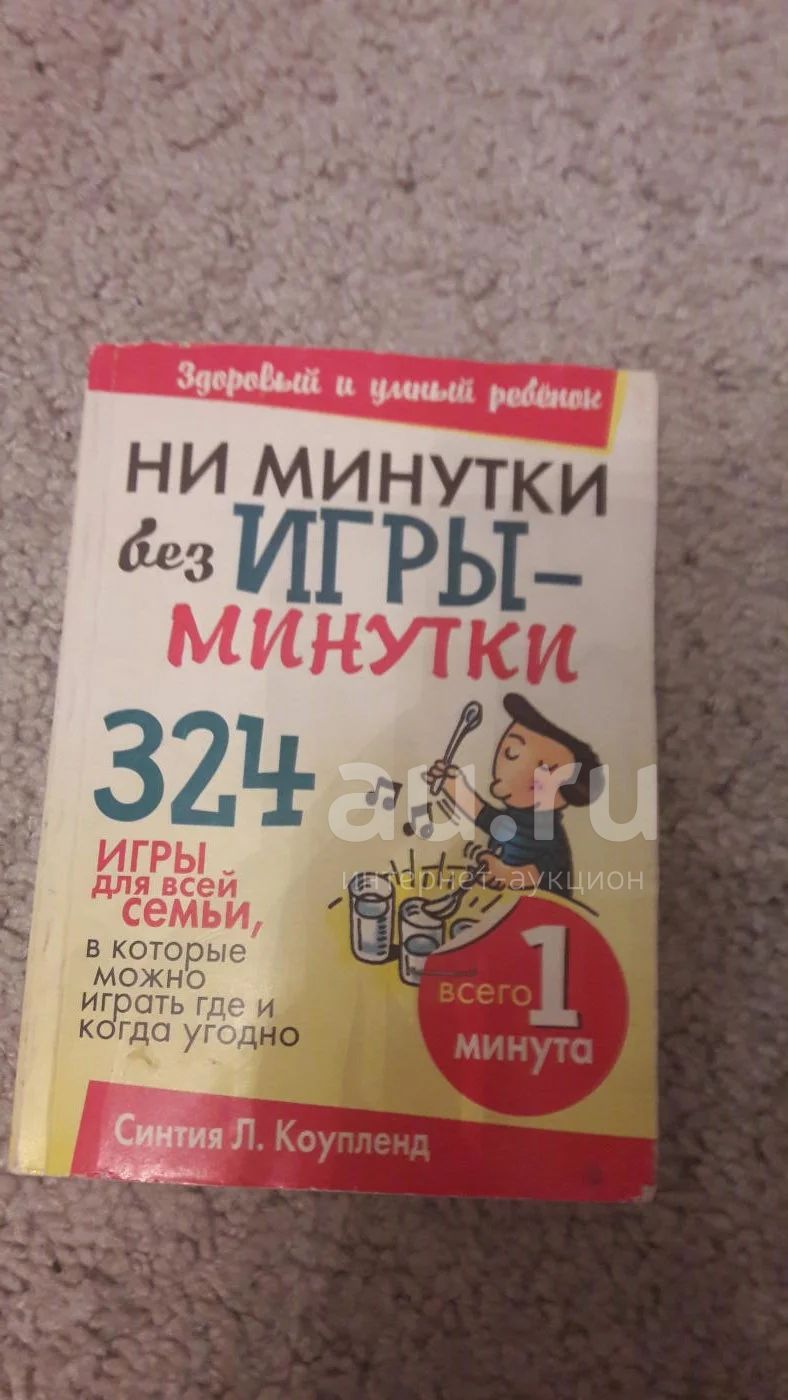 Здоровый и умный ребёнок
НИ МИНУТКИ
без ИГРЫ-
МИНУТКИ
324
ИГРЫ
для всей
семьи,
в которые
можно
играть где и
когда угодно
au.ru
интернет-аукцион
всего 1
минута
Синтия Л. Коупленд